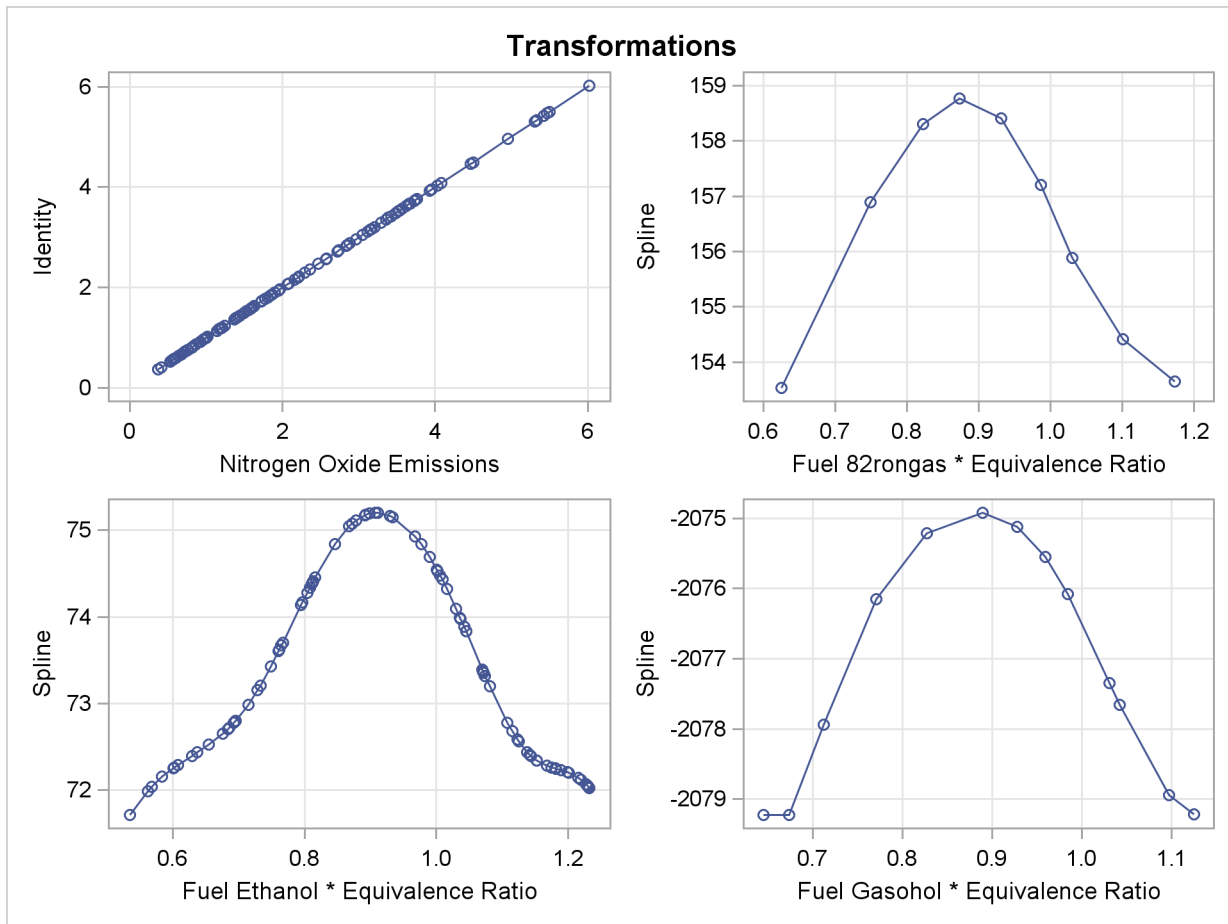 Transformations
6
4
2
0
Identity
0 2 4 6
Nitrogen Oxide Emissions
159
158
157
156
155
154
Spline
0.6 0.7 0.8 0.9 1.0 1.1 1.2
Fuel 82rongas * Equivalence Ratio
75
74
73
72
Spline
0.6 0.8 1.0 1.2
Fuel Ethanol * Equivalence Ratio
-2075
-2076
-2077
-2078
-2079
Spline
0.7 0.8 0.9 1.0 1.1
Fuel Gasohol * Equivalence Ratio